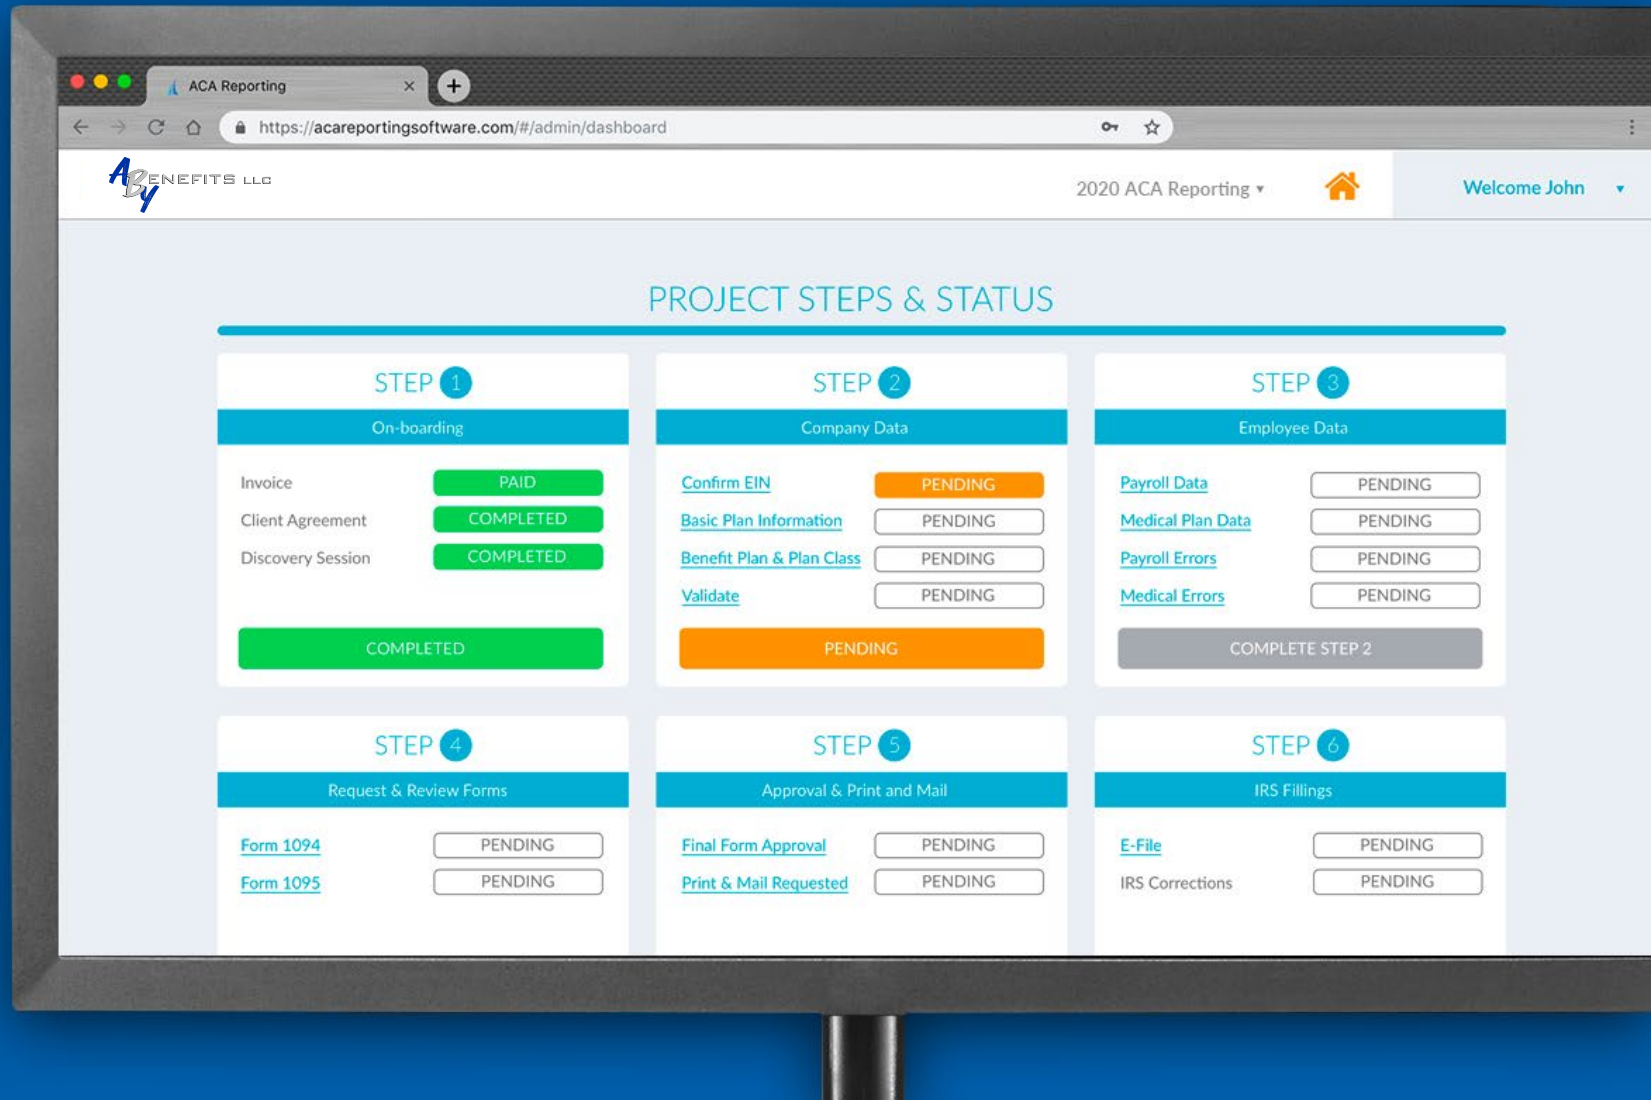 ACA Reporting
https://acareportingsoftware.com/#/admin/dashboard
ABy
BENEFITS LLC
2020 ACA Reporting
Welcome John
PROJECT STEPS & STATUS
STEP 1
On-boarding
Invoice PAID
Client Agreement COMPLETED
Discovery Session COMPLETED
COMPLETED
STEP 2
Company Data
Confirm EIN PENDING
Basic Plan Information PENDING
Benefit Plan & Plan Class PENDING
Validate PENDING
PENDING
STEP 3
Employee Data
Payroll Data PENDING
Medical Plan Data PENDING
Payroll Errors PENDING
Medical Errors PENDING
COMPLETE STEP 2
STEP 4
Request & Review Forms
Form 1094 PENDING
Form 1095 PENDING
STEP 5
Approval & Print and Mail
Final Form Approval PENDING
Print & Mail Requested PENDING
STEP 6
IRS Fillings
E-File PENDING
IRS Corrections PENDING